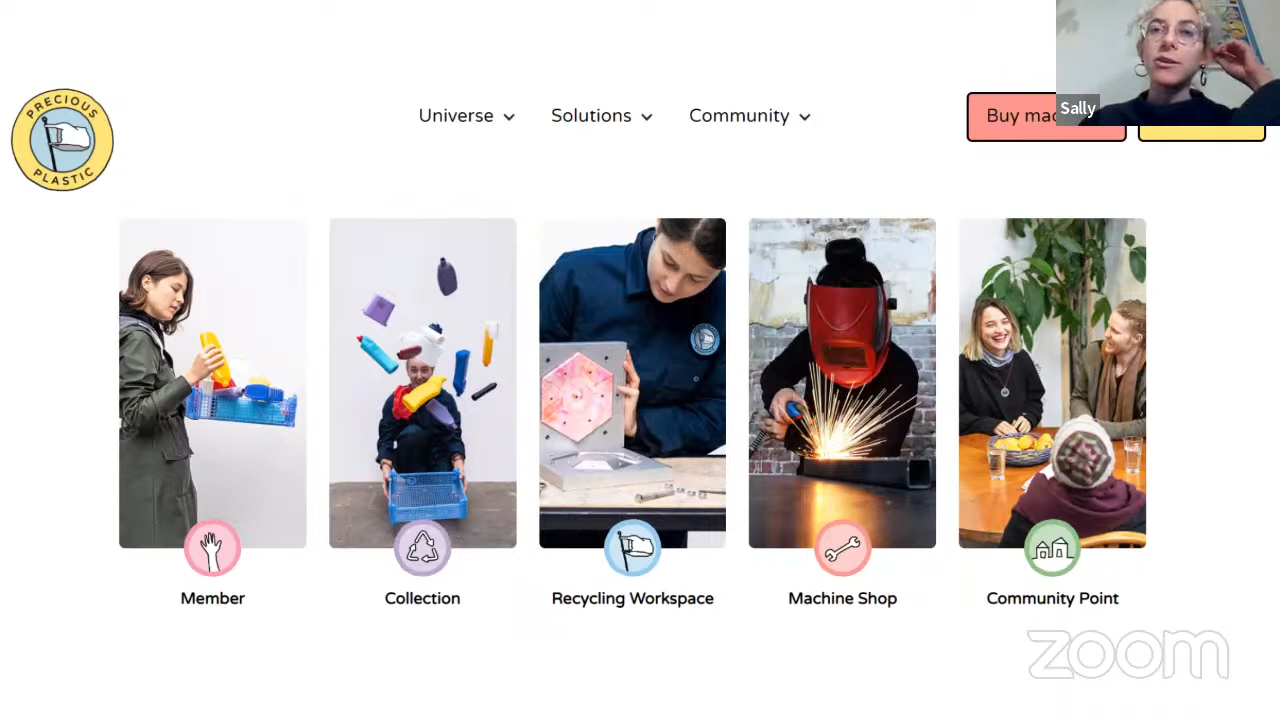 PRECIOUS
PLASTIC
Universe
Solutions
Community
Buy mac
Sally
Member
Collection
Recycling Workspace
Machine Shop
Community Point
zoom